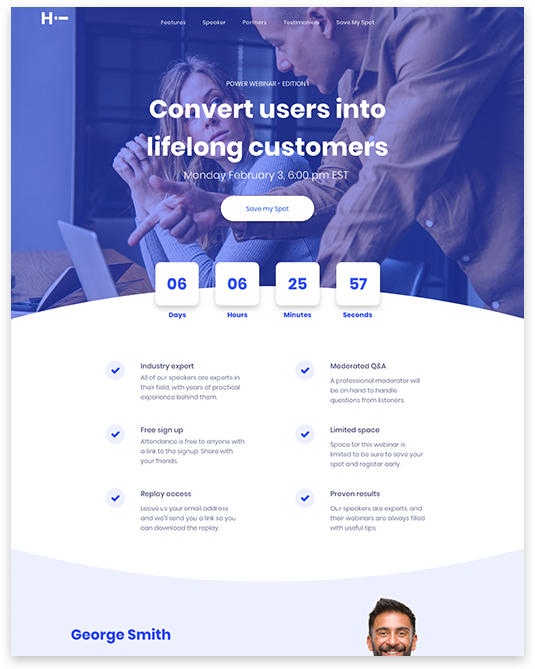 H
Features Speaker Partners Testimonials Save My Spot
POWER WEBINAR - EDITION 1
Convert users into
lifelong customers
Monday February 3, 6:00 pm EST
Save my Spot
06 06 25 57
Days Hours Minutes Seconds
Industry expert
All of our speakers are experts in
their field, with years of practical
experience behind them.
Moderated Q&A
A professional moderator will
be on hand to handle
questions from listeners.
Free sign up
Attendance is free to anyone with
a link to the signup. Share with
your friends.
Limited space
Space for this webinar is
limited to be sure to save your
spot and register early.
Replay access
Leave us your email address
and we'll send you a link so you
can download the replay.
Proven results
Our speakers are experts, and
their webinars are always filled
with useful tips.
George Smith